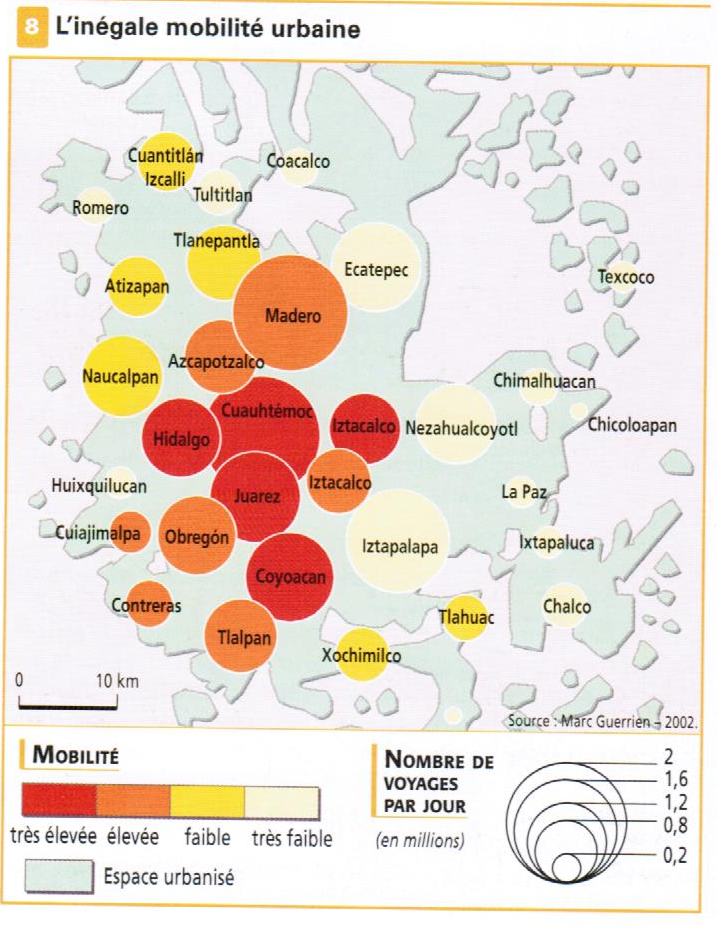 8 L'inégale mobilité urbaine
Cuantitlán
Izcalli
Coacalco
Tultitlan
Romero
Tlanepantla
Ecatepec
Texcoco
Atizapan
Madero
Azcapotzalco
Naucalpan
Chimalhuacan
Cuauhtémoc
Chicoloapan
Hidalgo
Iztacalco
Nezahualcoyotl
Huixquilucan
Juarez
Iztacalco
La Paz
Cuiajimalpa
Obregón
Iztapalapa
Ixtapaluca
Coyoacan
Contreras
Chalco
Tlahuac
Tlalpan
Xochimilco
0 10 km
Source : Marc Guerrien – 2002.
MOBILITÉ
très élevée élevée faible très faible
Espace urbanisé
NOMBRE DE
VOYAGES
PAR JOUR
(en millions)
2
1,6
1,2
0,8
0,2